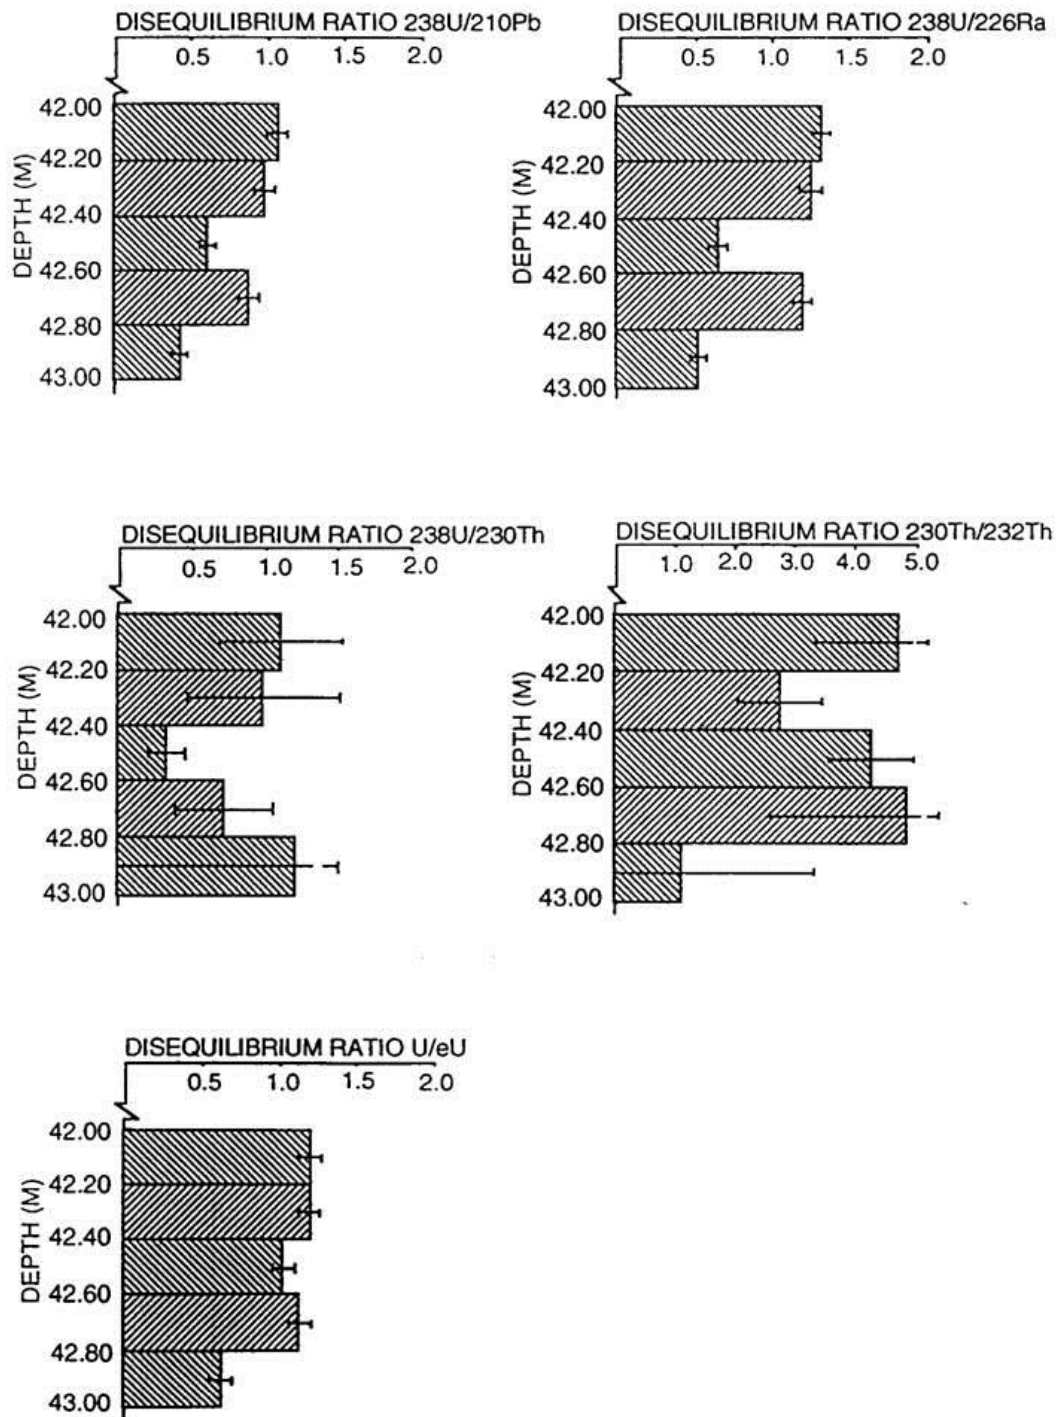 DISEQUILIBRIUM RATIO 238U/210Pb
0.5 1.0 1.5 2.0
DEPTH (M)
42.00
42.20
42.40
42.60
42.80
43.00
DISEQUILIBRIUM RATIO 238U/226Ra
0.5 1.0 1.5 2.0
DEPTH (M)
42.00
42.20
42.40
42.60
42.80
43.00
DISEQUILIBRIUM RATIO 238U/230Th
0.5 1.0 1.5 2.0
DEPTH (M)
42.00
42.20
42.40
42.60
42.80
43.00
DISEQUILIBRIUM RATIO 230Th/232Th
1.0 2.0 3.0 4.0 5.0
DEPTH (M)
42.00
42.20
42.40
42.60
42.80
43.00
DISEQUILIBRIUM RATIO U/eU
0.5 1.0 1.5 2.0
DEPTH (M)
42.00
42.20
42.40
42.60
42.80
43.00